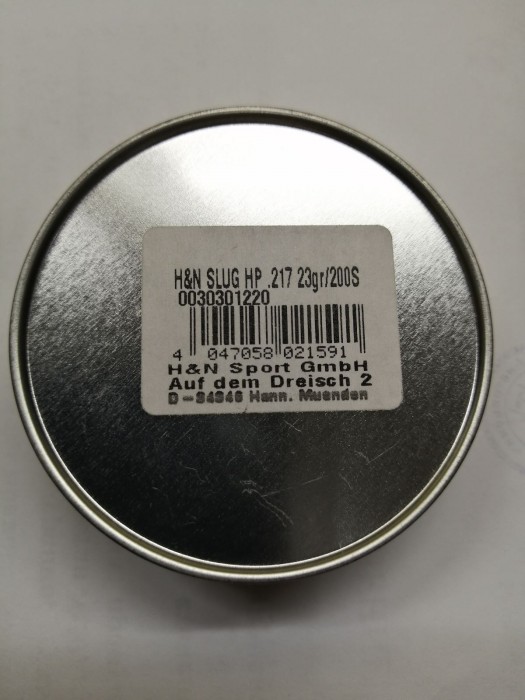 H&N SLUG HP .217 23gr/200S
0030301220
4 047058 021591
H&N Sport GmbH
Auf dem Dreisch 2
D-34346 Hann. Muenden